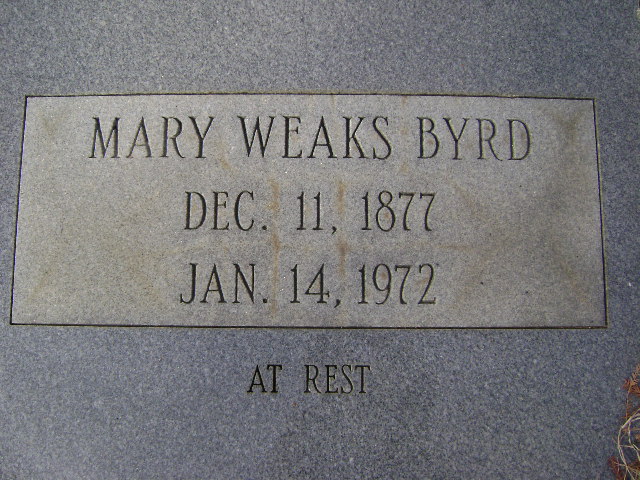 MARY WEAKS BYRD
DEC. 11, 1877
JAN. 14, 1972
AT REST